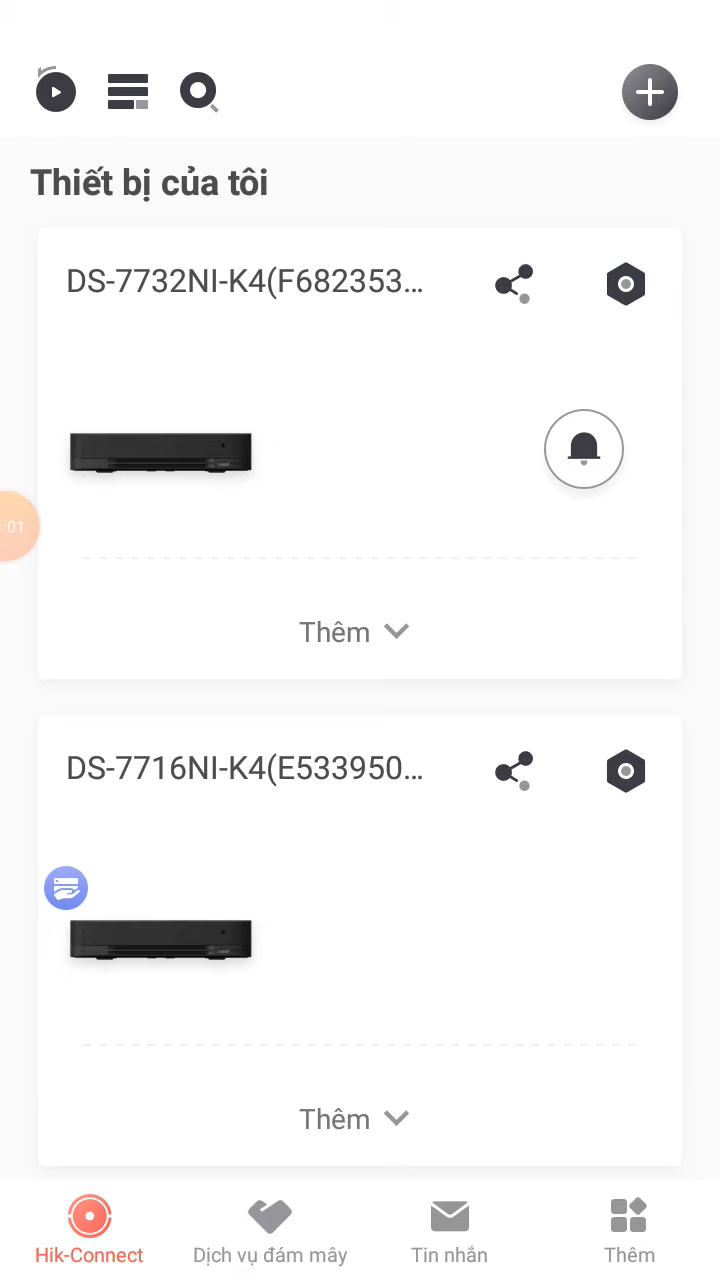 Thiết bị của tôi
DS-7732NI-K4(F682353...
:01
Thêm
DS-7716NI-K4(E533950...
Thêm
Hik-Connect
Dịch vụ đám mây
Tin nhắn
Thêm